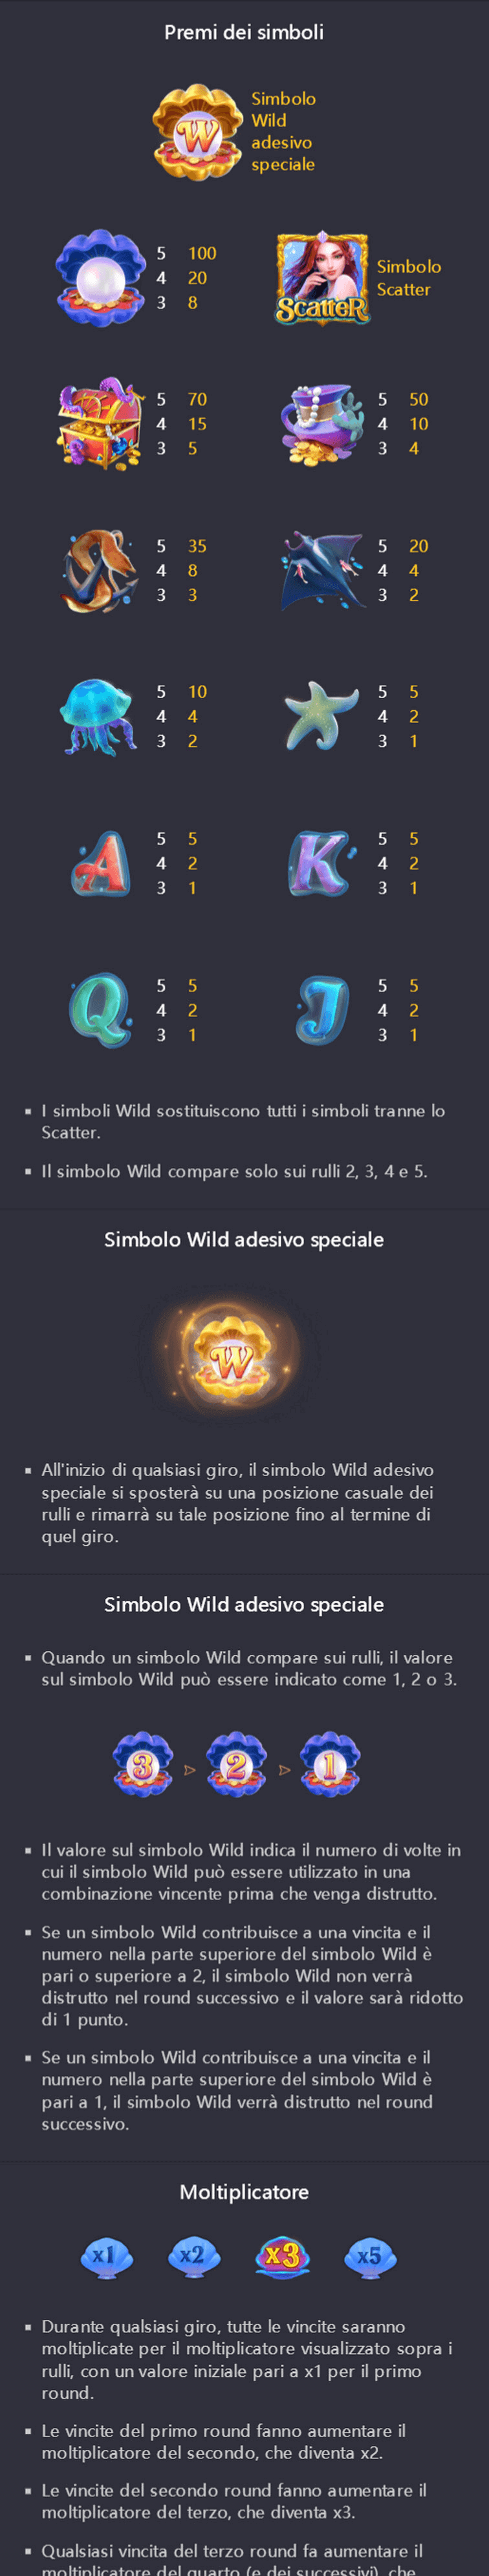 Premi dei simboli
Simbolo
Wild
adesivo
speciale
W
5 100
4 20
3 8
Scatter
Simbolo
Scatter
5 70
4 15
3 5
5 50
4 10
3 4
5 35
4 8
3 3
5 20
4 4
3 2
5 10
4 4
3 2
5 5
4 2
3 1
A
5 5
4 2
3 1
K
5 5
4 2
3 1
Q
5 5
4 2
3 1
J
5 5
4 2
3 1
I simboli Wild sostituiscono tutti i simboli tranne lo
Scatter.
Il simbolo Wild compare solo sui rulli 2, 3, 4 e 5.
Simbolo Wild adesivo speciale
W
All'inizio di qualsiasi giro, il simbolo Wild adesivo
speciale si sposterà su una posizione casuale dei
rulli e rimarrà su tale posizione fino al termine di
quel giro.
Simbolo Wild adesivo speciale
Quando un simbolo Wild compare sui rulli, il valore
sul simbolo Wild può essere indicato come 1, 2 o 3.
3 2 1
Il valore sul simbolo Wild indica il numero di volte in
cui il simbolo Wild può essere utilizzato in una
combinazione vincente prima che venga distrutto.
Se un simbolo Wild contribuisce a una vincita e il
numero nella parte superiore del simbolo Wild è
pari o superiore a 2, il simbolo Wild non verrà
distrutto nel round successivo e il valore sarà ridotto
di 1 punto.
Se un simbolo Wild contribuisce a una vincita e il
numero nella parte superiore del simbolo Wild è
pari a 1, il simbolo Wild verrà distrutto nel round
successivo.
Moltiplicatore
x1 x2 x3 x5
Durante qualsiasi giro, tutte le vincite saranno
moltiplicate per il moltiplicatore visualizzato sopra i
rulli, con un valore iniziale pari a x1 per il primo
round.
Le vincite del primo round fanno aumentare il
moltiplicatore del secondo, che diventa x2.
Le vincite del secondo round fanno aumentare il
moltiplicatore del terzo, che diventa x3.
Qualsiasi vincita del terzo round fa aumentare il
moltiplicatore del quarto (e dei successivi), che